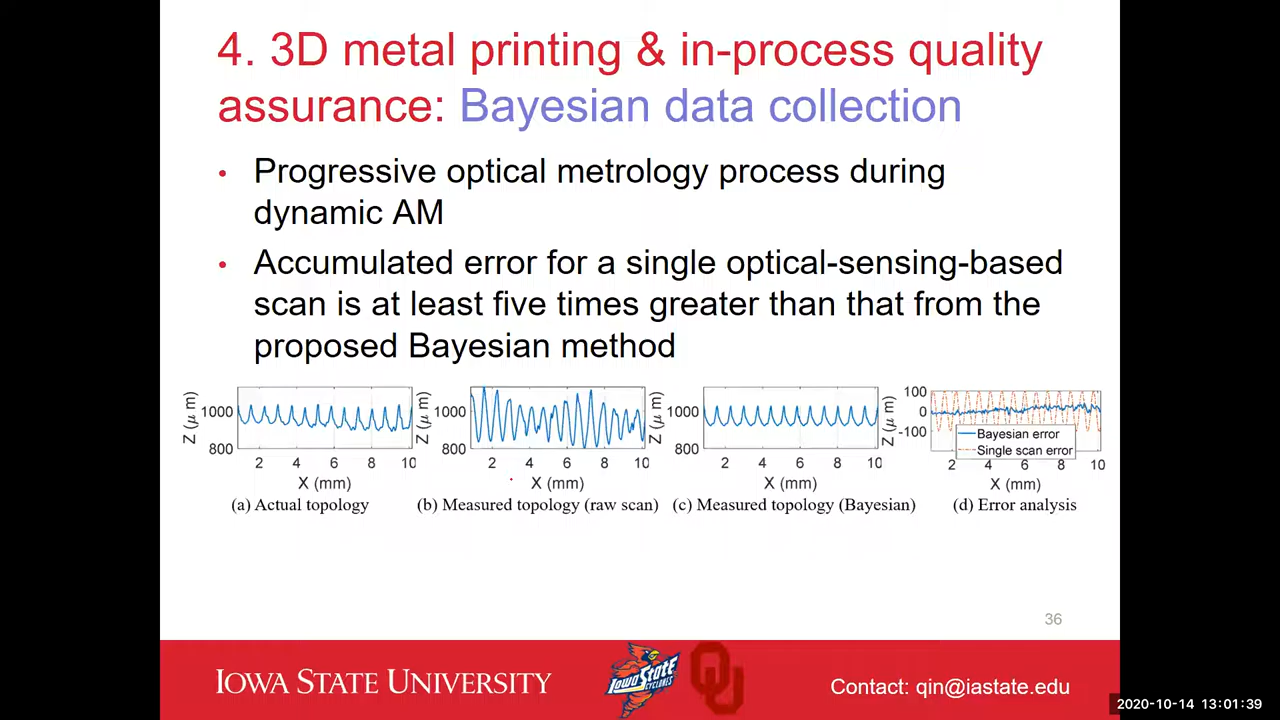 4. 3D metal printing & in-process quality
assurance: Bayesian data collection
• Progressive optical metrology process during
dynamic AM
• Accumulated error for a single optical-sensing-based
scan is at least five times greater than that from the
proposed Bayesian method
Z (μ m)
1000
800
2 4 6 8 10
X (mm)
(a) Actual topology
Z (μ m)
1000
800
2 4 6 8 10
X (mm)
(b) Measured topology (raw scan)
Z (μ m)
1000
800
2 4 6 8 10
X (mm)
(c) Measured topology (Bayesian)
Z (μ m)
100
0
-100
Bayesian error
Single scan error
2 4 6 8 10
X (mm)
(d) Error analysis
36
IOWA STATE UNIVERSITY
IOWA STATE
CYCLONES
OU
Contact: qin@iastate.edu
2020-10-14 13:01:39